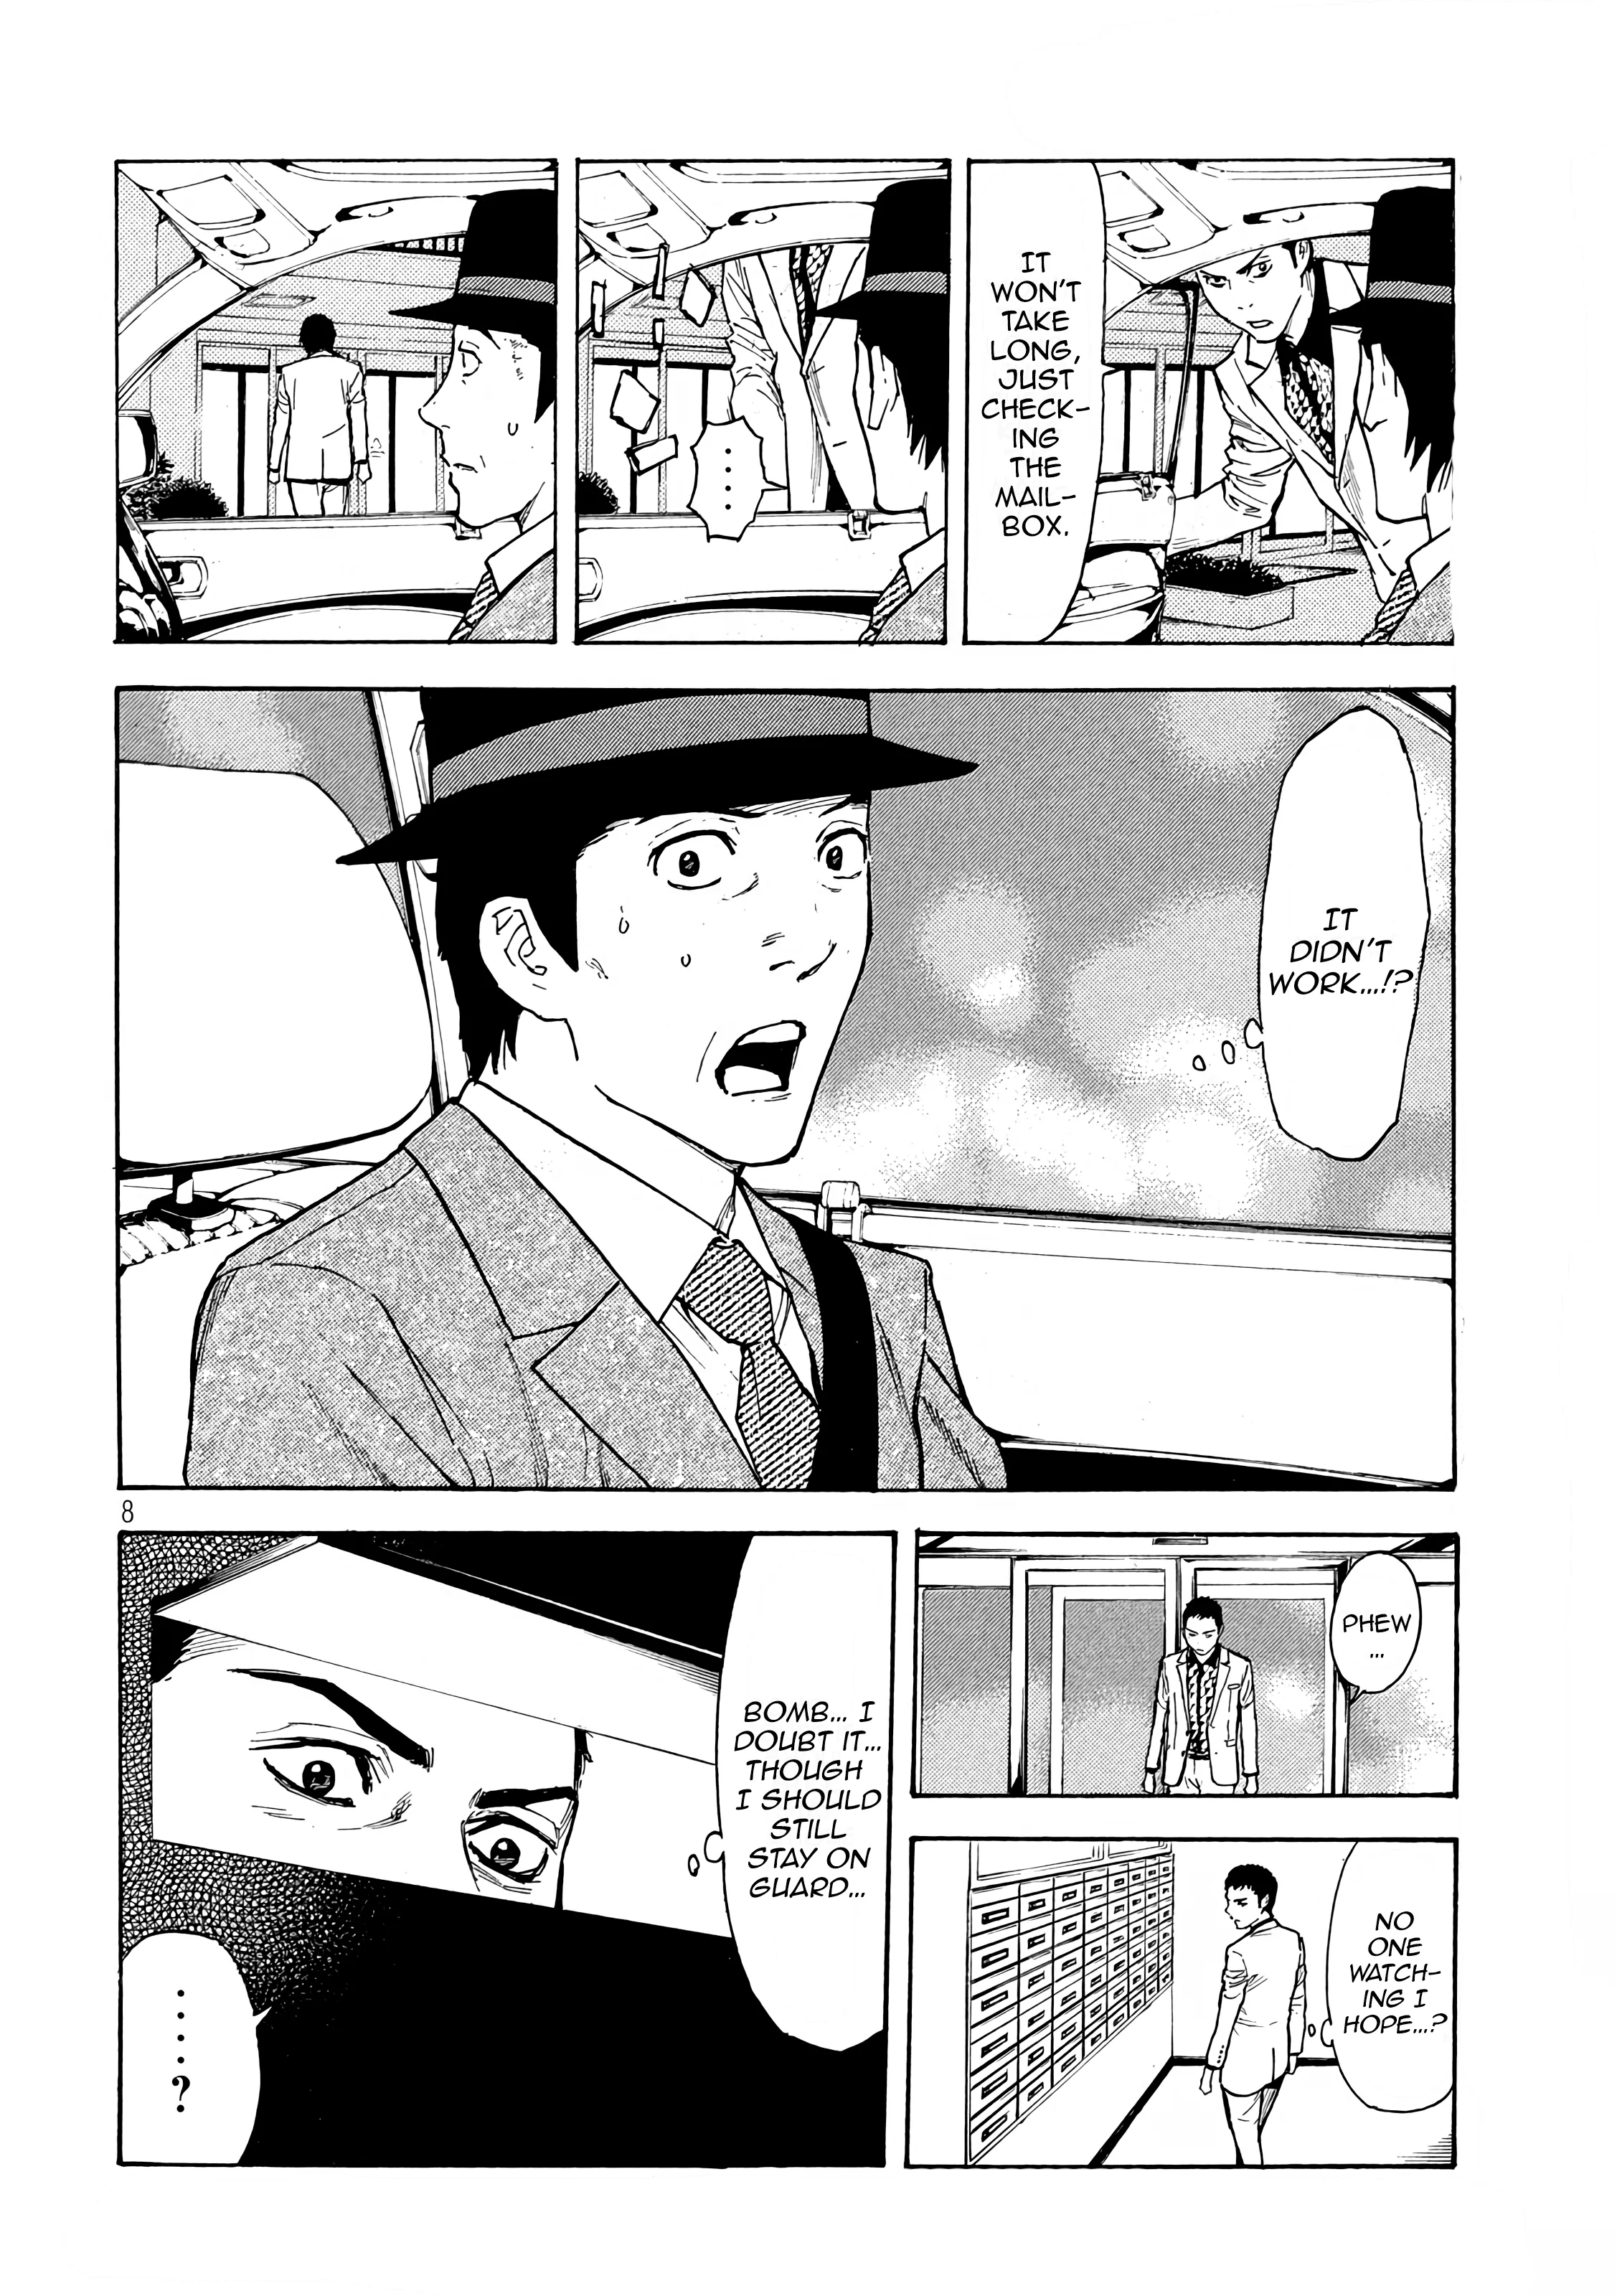 IT
WON'T
TAKE
LONG,
JUST
CHECK-
ING
THE
MAIL-
BOX.
....
IT
DIDN'T
WORK...!?
PHEW
...
NO
ONE
WATCH-
ING I
HOPE...?
BOMB... I
DOUBT IT...
THOUGH
I SHOULD
STILL
STAY ON
GUARD...
.....?
8